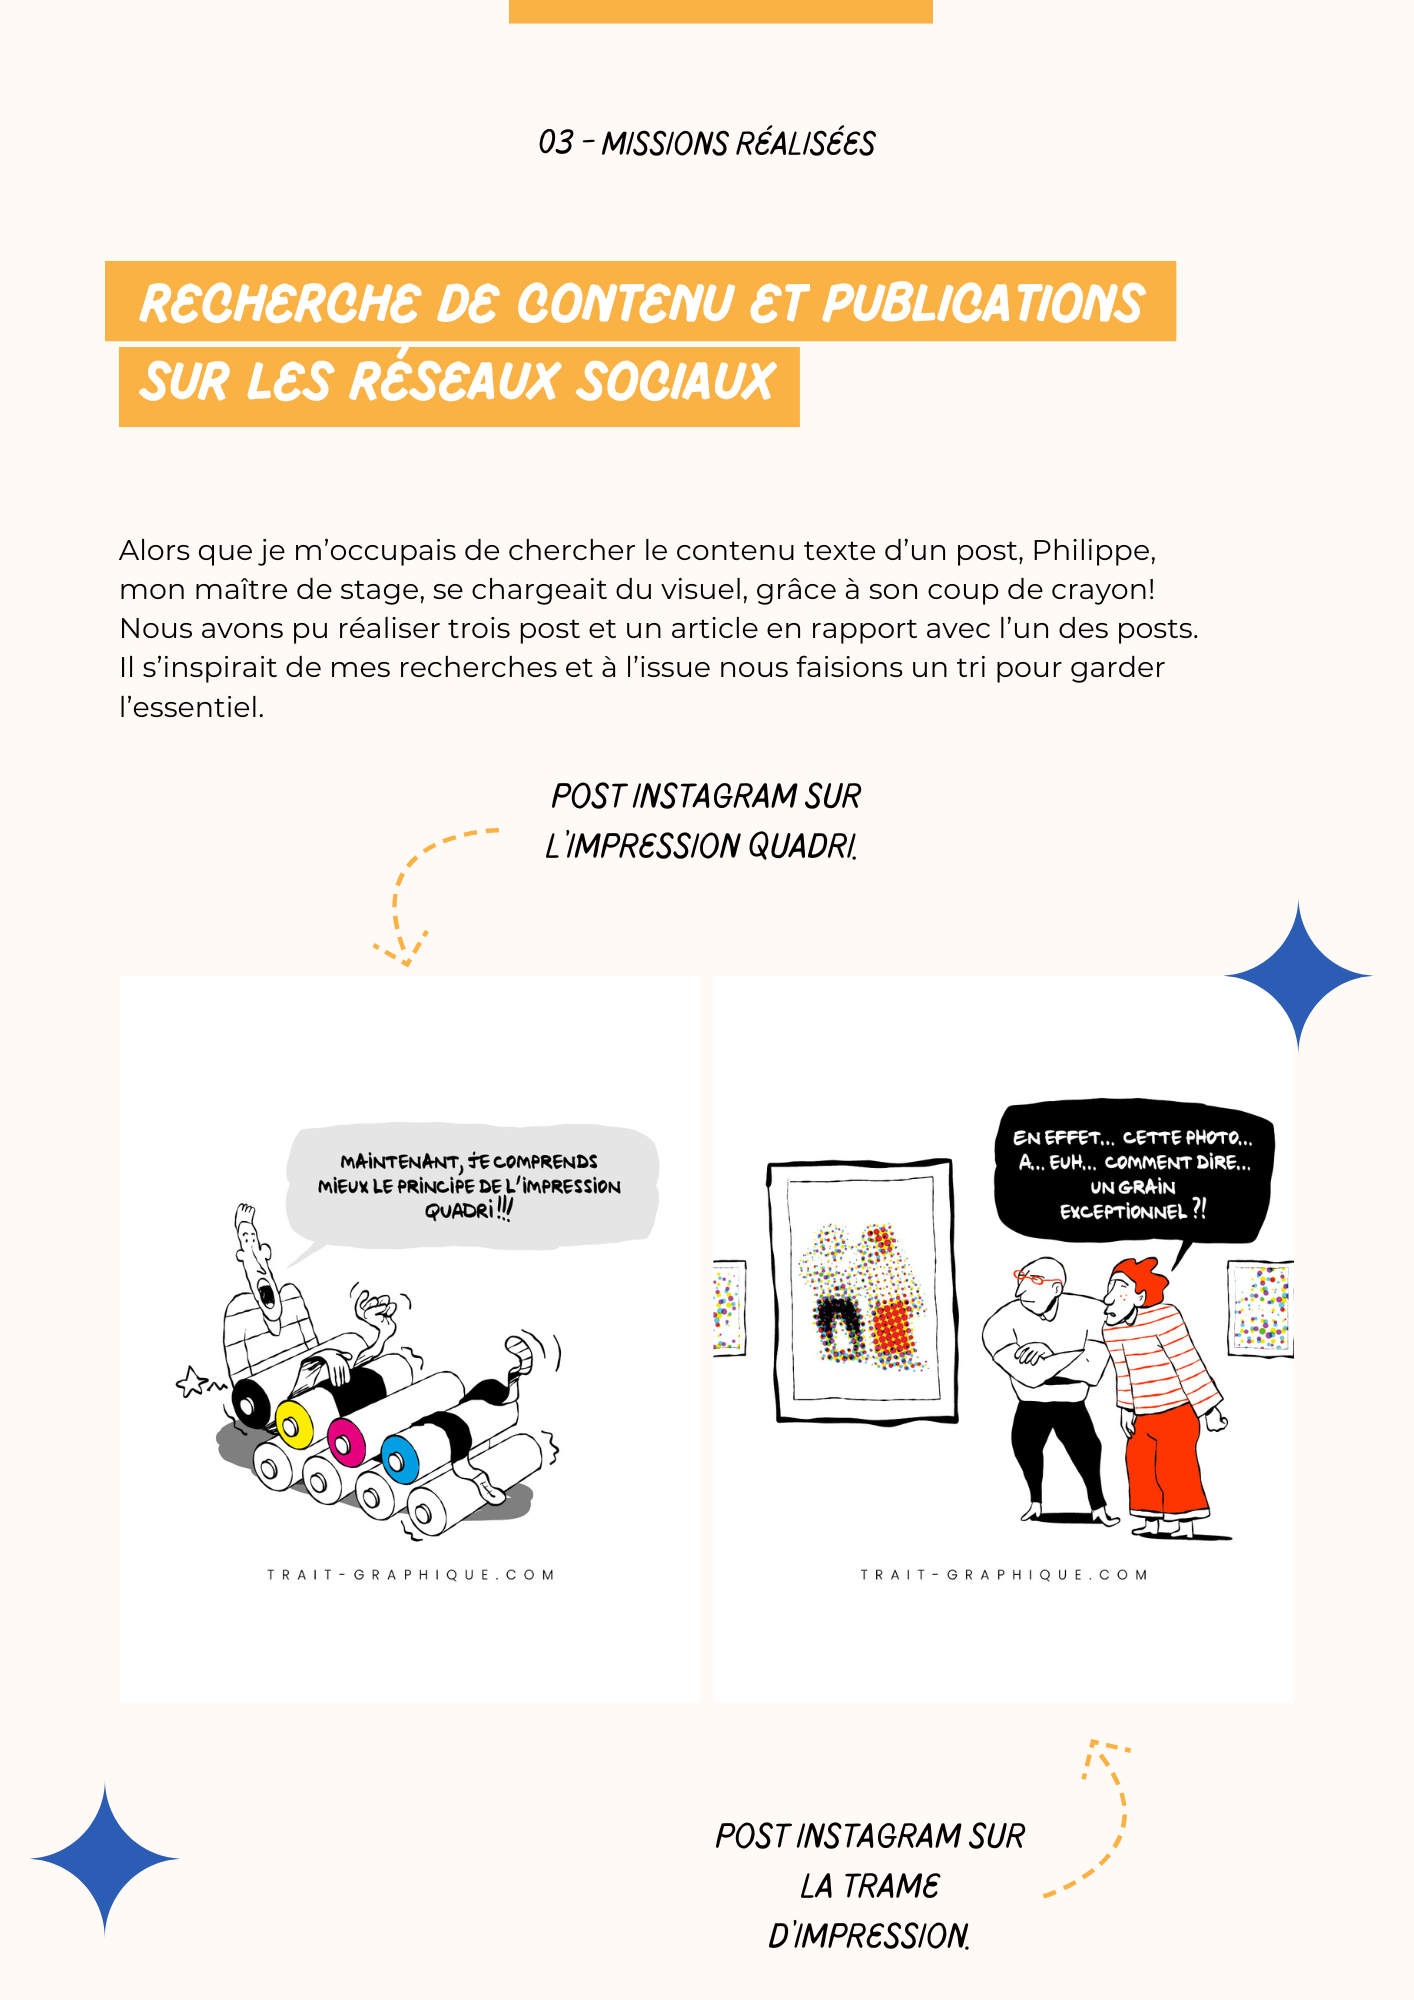 03 - MISSIONS RÉALISÉES
RECHERCHE DE CONTENU ET PUBLICATIONS
SUR LES RÉSEAUX SOCIAUX
Alors que je m'occupais de chercher le contenu texte d'un post, Philippe,
mon maître de stage, se chargeait du visuel, grâce à son coup de crayon!
Nous avons pu réaliser trois post et un article en rapport avec l'un des posts.
Il s'inspirait de mes recherches et à l'issue nous faisions un tri pour garder
l'essentiel.
POST INSTAGRAM SUR
L'IMPRESSION QUADRI.
MAINTENANT, JE COMPRENDS
MIEUX LE PRINCIPE DE L'IMPRESSION
QUADRI!!!
TRAIT-GRAPHIQUE.COM
EN EFFET... CETTE PHOTO...
A... EUH... COMMENT DIRE...
UN GRAIN
EXCEPTIONNEL ?!
TRAIT-GRAPHIQUE.COM
POST INSTAGRAM SUR
LA TRAME
D'IMPRESSION.